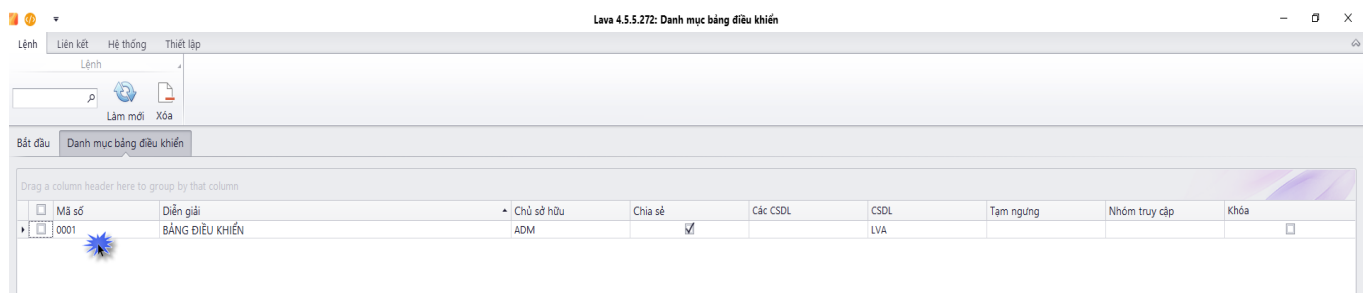 Lava 4.5.5.272: Danh mục bảng điều khiển
Lệnh Liên kết Hệ thống Thiết lập
Lệnh
Làm mới Xóa
Bắt đầu Danh mục bảng điều khiển
Drag a column header here to group by that column
Mã số Diễn giải Chủ sở hữu Chia sẻ Các CSDL CSDL Tạm ngưng Nhóm truy cập Khóa
0001 BẢNG ĐIỀU KHIỂN ADM LVA